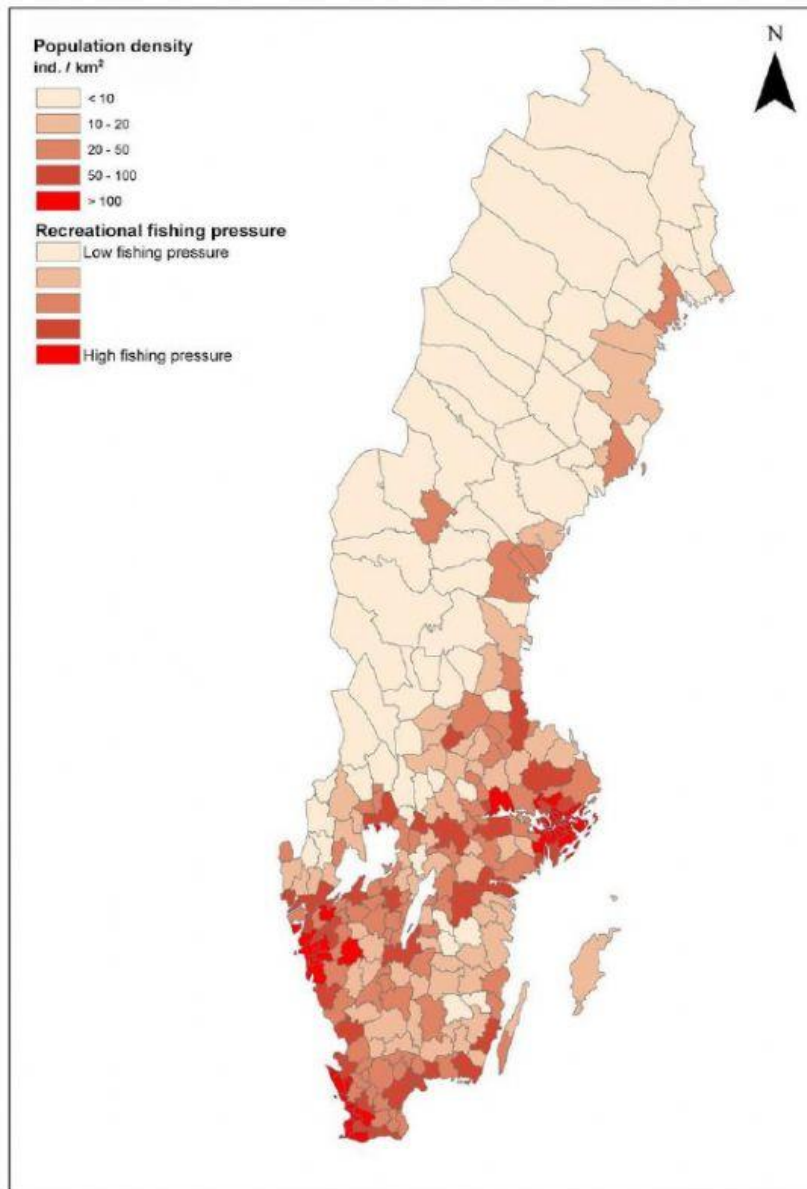 Population density
ind. / km²
< 10
10 - 20
20 - 50
50 - 100
> 100
Recreational fishing pressure
Low fishing pressure
High fishing pressure
N